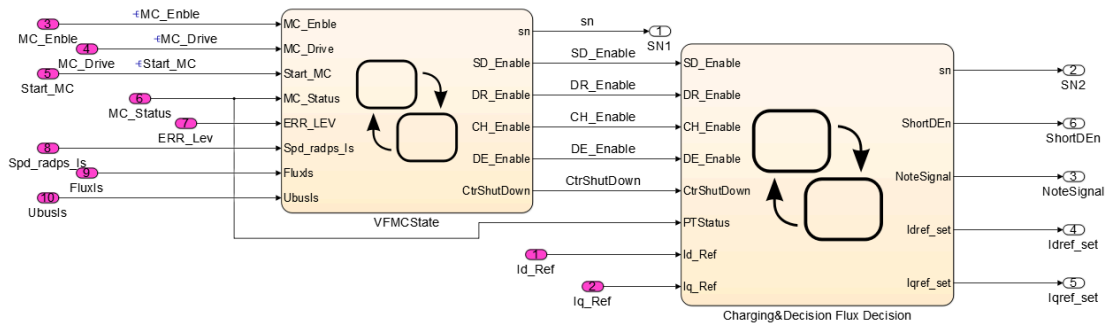 3
MC_Enble
MC_Enble
4
MC_Drive
MC_Drive
5
Start_MC
Start_MC
6
MC_Status
7
ERR_Lev
8
Spd_radps_Is
9
FluxIs
10
UbusIs
MC_Enble
MC_Drive
Start_MC
MC_Status
ERR_LEV
Spd_radps_Is
FluxIs
UbusIs
sn
SD_Enable
DR_Enable
CH_Enable
DE_Enable
CtrShutDown
VFMCState
sn
1
SN1
SD_Enable
DR_Enable
CH_Enable
DE_Enable
CtrShutDown
1
Id_Ref
2
Iq_Ref
SD_Enable
DR_Enable
CH_Enable
DE_Enable
CtrShutDown
PTStatus
Id_Ref
Iq_Ref
sn
ShortDEn
NoteSignal
Idref_set
Iqref_set
Charging&Decision Flux Decision
2
SN2
6
ShortDEn
3
NoteSignal
4
Idref_set
5
Iqref_set